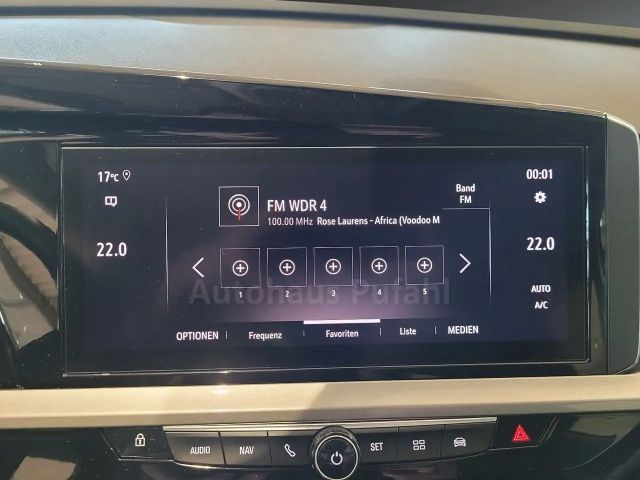 17°C
00:01
FM WDR 4
Band
FM
100.00 MHz Rose Laurens - Africa (Voodoo M
22.0
22.0
1 2 3 4 5
Autohaus Pufahl
AUTO
A/C
OPTIONEN Frequenz Favoriten Liste MEDIEN
AUDIO NAV SET